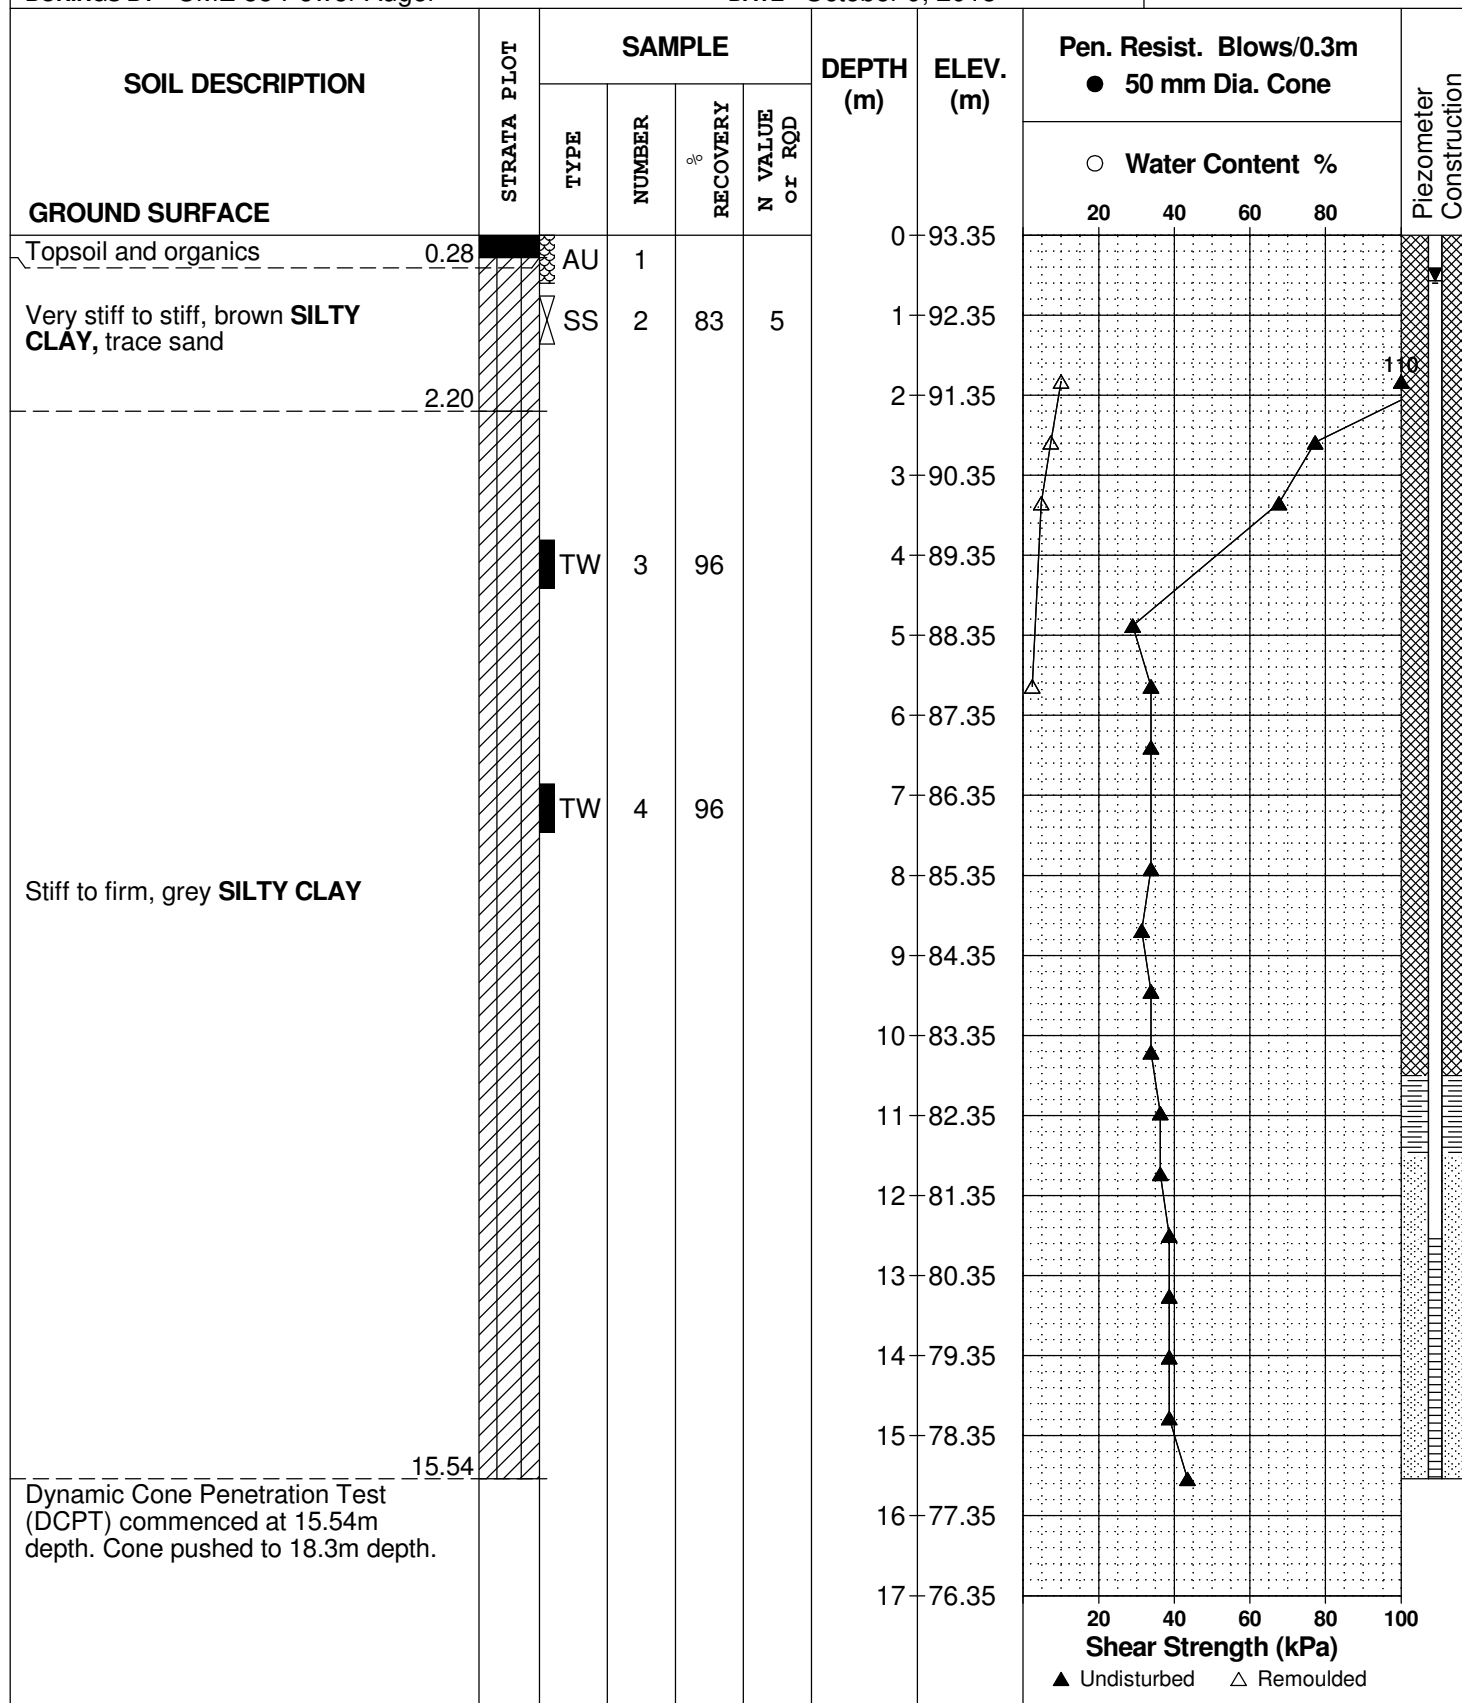 SOIL DESCRIPTION
GROUND SURFACE
STRATA PLOT
SAMPLE
TYPE
NUMBER
%
RECOVERY
N VALUE
or RQD
DEPTH
(m)
ELEV.
(m)
Pen. Resist. Blows/0.3m
● 50 mm Dia. Cone
○ Water Content %
20 40 60 80
Piezometer
Construction
Topsoil and organics 0.28
Very stiff to stiff, brown SILTY
CLAY, trace sand
2.20
Stiff to firm, grey SILTY CLAY
15.54
Dynamic Cone Penetration Test
(DCPT) commenced at 15.54m
depth. Cone pushed to 18.3m depth.
AU 1
SS 2 83 5
TW 3 96
TW 4 96
0 93.35
1 92.35
2 91.35
3 90.35
4 89.35
5 88.35
6 87.35
7 86.35
8 85.35
9 84.35
10 83.35
11 82.35
12 81.35
13 80.35
14 79.35
15 78.35
16 77.35
17 76.35
110
20 40 60 80 100
Shear Strength (kPa)
▲ Undisturbed △ Remoulded